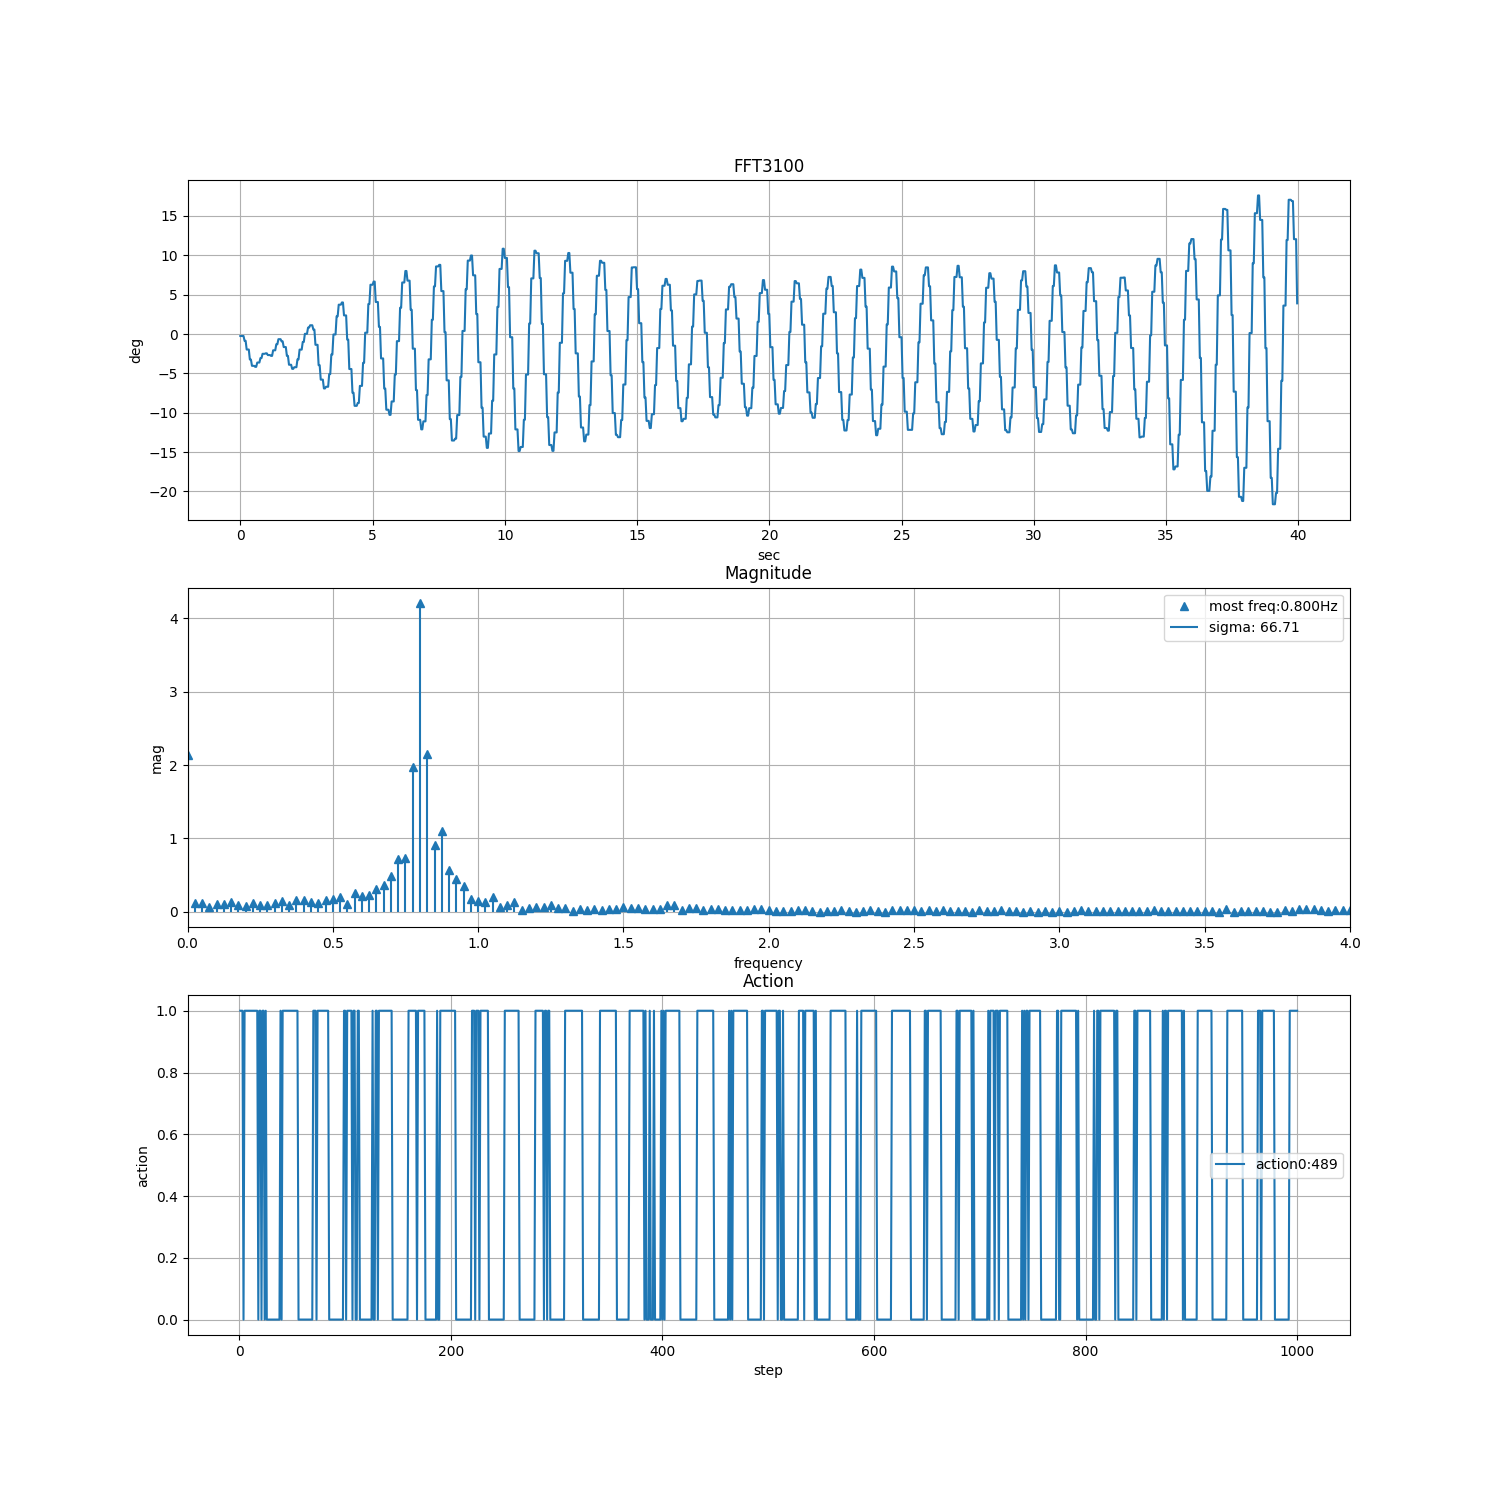 FFT3100
15
10
5
0
−5
−10
−15
−20
deg
0 5 10 15 20 25 30 35 40
sec
Magnitude
4
3
2
1
0
mag
most freq:0.800Hz
sigma: 66.71
0.0 0.5 1.0 1.5 2.0 2.5 3.0 3.5 4.0
frequency
Action
1.0
0.8
0.6
0.4
0.2
0.0
action
action0:489
0 200 400 600 800 1000
step